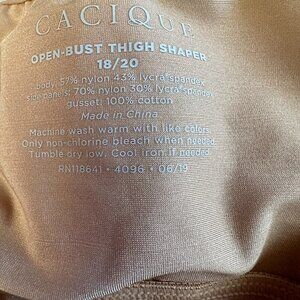 CACIQUE
OPEN-BUST THIGH SHAPER
18/20
body: 57% nylon 43% lycra spandex
side panels: 70% nylon 30% lycra spandex
gusset: 100% cotton
Made in China
Machine wash warm with like colors.
Only non-chlorine bleach when needed.
Tumble dry low. Cool iron if needed.
RN118641 • 4096 • 06/19